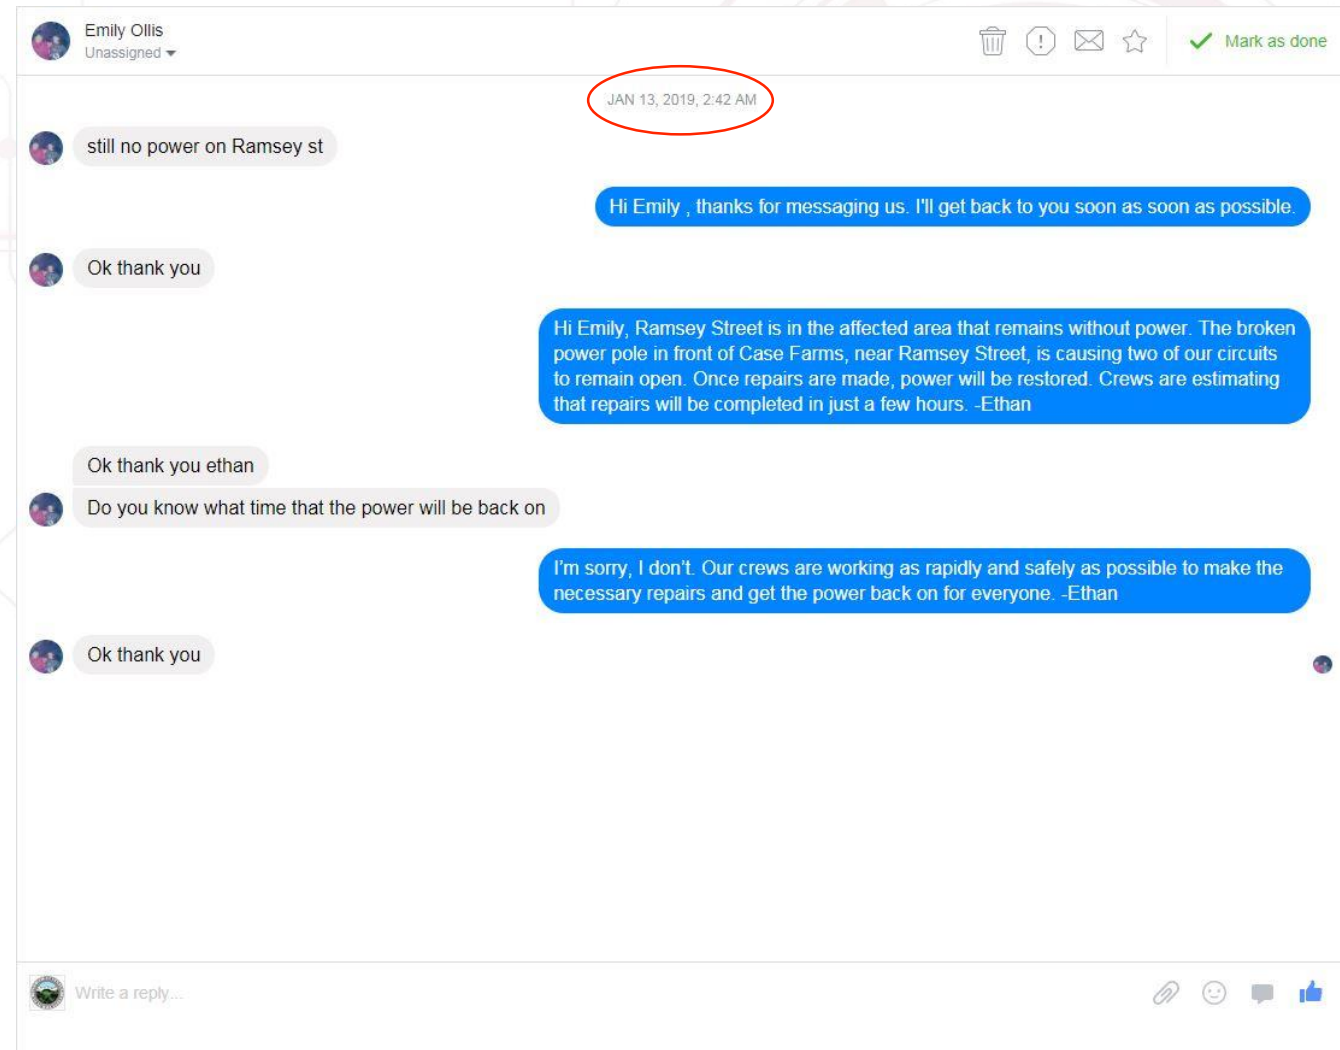 Emily Ollis
Unassigned
Mark as done
JAN 13, 2019, 2:42 AM
still no power on Ramsey st
Hi Emily , thanks for messaging us. I'll get back to you soon as soon as possible.
Ok thank you
Hi Emily, Ramsey Street is in the affected area that remains without power. The broken
power pole in front of Case Farms, near Ramsey Street, is causing two of our circuits
to remain open. Once repairs are made, power will be restored. Crews are estimating
that repairs will be completed in just a few hours. -Ethan
Ok thank you ethan
Do you know what time that the power will be back on
I'm sorry, I don't. Our crews are working as rapidly and safely as possible to make the
necessary repairs and get the power back on for everyone. -Ethan
Ok thank you
Write a reply...